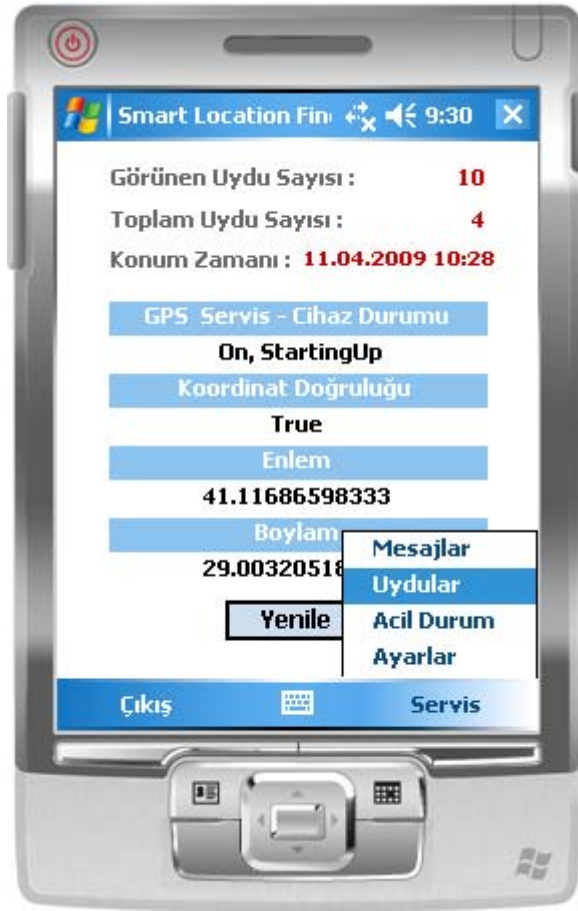 Smart Location Fin 9:30
Görünen Uydu Sayısı : 10
Toplam Uydu Sayısı : 4
Konum Zamanı : 11.04.2009 10:28
GPS Servis - Cihaz Durumu
On, StartingUp
Koordinat Doğruluğu
True
Enlem
41.11686598333
Boylam
29.00320518
Yenile
Mesajlar
Uydular
Acil Durum
Ayarlar
Çıkış Servis